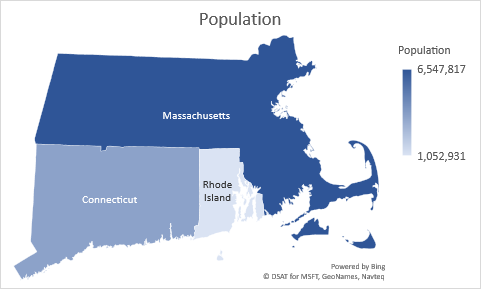 Population
Population
6,547,817
Massachusetts
1,052,931
Rhode
Island
Connecticut
Powered by Bing
© DSAT for MSFT, GeoNames, Navteq